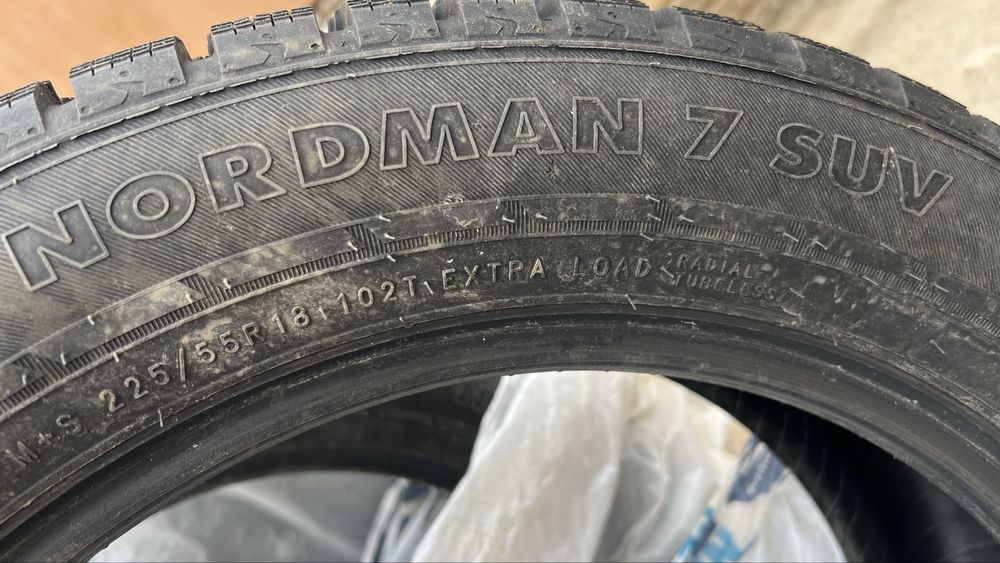 NORDMAN 7 SUV
M+S 225/55R18 102T EXTRA LOAD RADIAL
TUBELESS